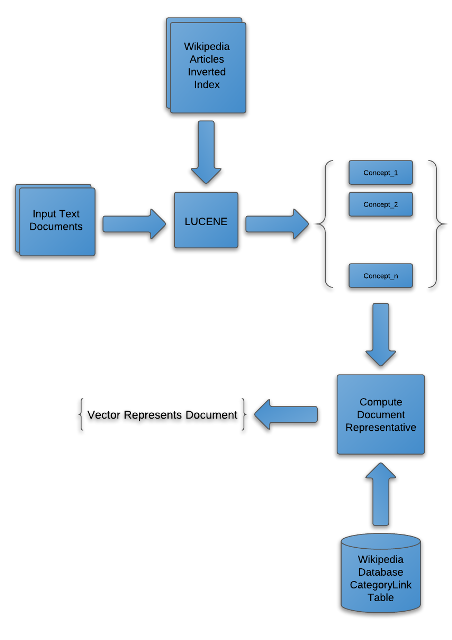 Wikipedia
Articles
Inverted
Index
Input Text
Documents
LUCENE
Concept_1
Concept_2
Concept_n
Compute
Document
Representative
Vector Represents Document
Wikipedia
Database
CategoryLink
Table